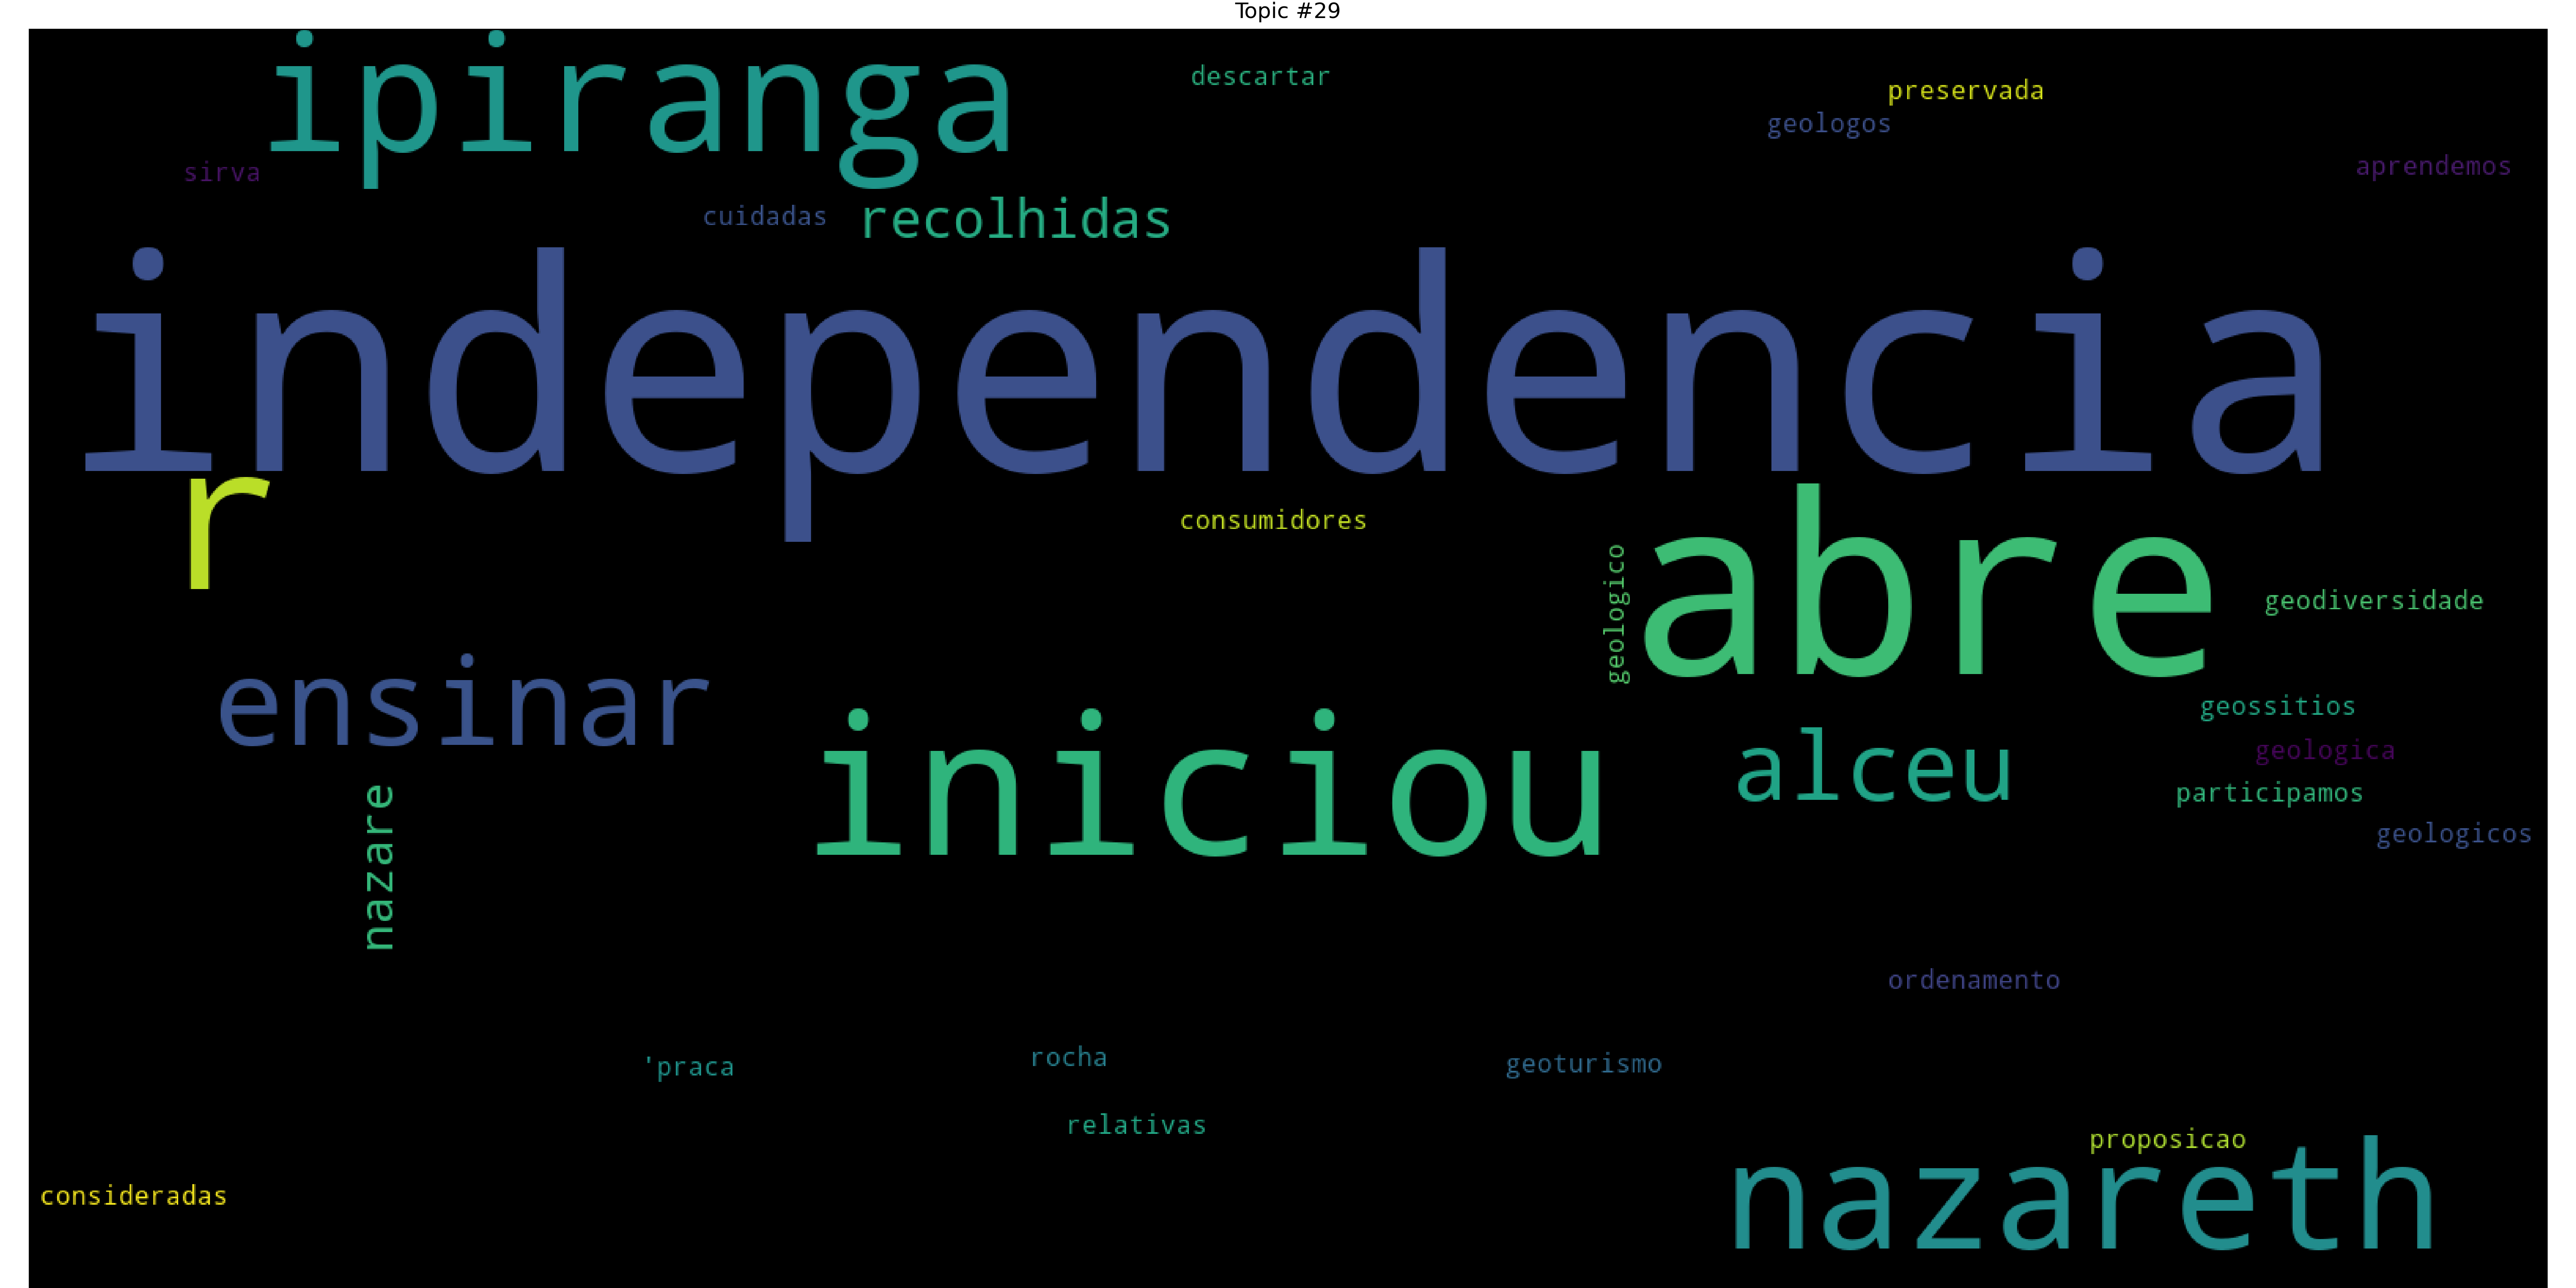 Topic #29
ipiranga
descartar
preservada
geologos
sirva
aprendemos
cuidadas
recolhidas
independencia
r
consumidores
abre
geologico
geodiversidade
ensinar
geossitios
iniciou
alceu
geologica
participamos
nazare
geologicos
ordenamento
'praca
rocha
geoturismo
relativas
proposicao
consideradas
nazareth